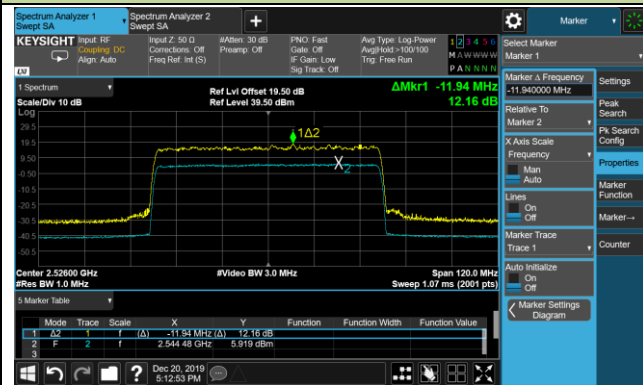 Spectrum Analyzer 1
Swept SA
Spectrum Analyzer 2
Swept SA
+
Marker
KEYSIGHT
Input: RF
Coupling: DC
Align: Auto
Input Z: 50 Ω
Corrections: Off
Freq Ref: Int (S)
#Atten: 30 dB
Preamp: Off
PNO: Fast
Gate: Off
IF Gain: Low
Sig Track: Off
Avg Type: Log-Power
Avg|Hold:>100/100
Trig: Free Run
1 2 3 4 5 6
M A W W W W
P A N N N N
LXI
Select Marker
Marker 1
1 Spectrum
Scale/Div 10 dB
Log
Ref Lvl Offset 19.50 dB
Ref Level 39.50 dBm
ΔMkr1 -11.94 MHz
12.16 dB
29.5
19.5
9.50
-0.50
-10.5
-20.5
-30.5
-40.5
-50.5
1Δ2
X2
Center 2.52600 GHz
#Res BW 1.0 MHz
#Video BW 3.0 MHz
Span 120.0 MHz
Sweep 1.07 ms (2001 pts)
5 Marker Table
Mode Trace Scale X Y Function Function Width Function Value
1 Δ2 1 f (Δ) -11.94 MHz (Δ) 12.16 dB
2 F 2 f 2.544 48 GHz 5.919 dBm
3
Marker Δ Frequency
-11.940000 MHz
Relative To
Marker 2
X Axis Scale
Frequency
Man
Auto
Lines
On
Off
Marker Trace
Trace 1
Auto Initialize
On
Off
Marker Settings
Diagram
Settings
Peak
Search
Pk Search
Config
Properties
Marker
Function
Marker→
Counter
?
Dec 20, 2019
5:12:53 PM